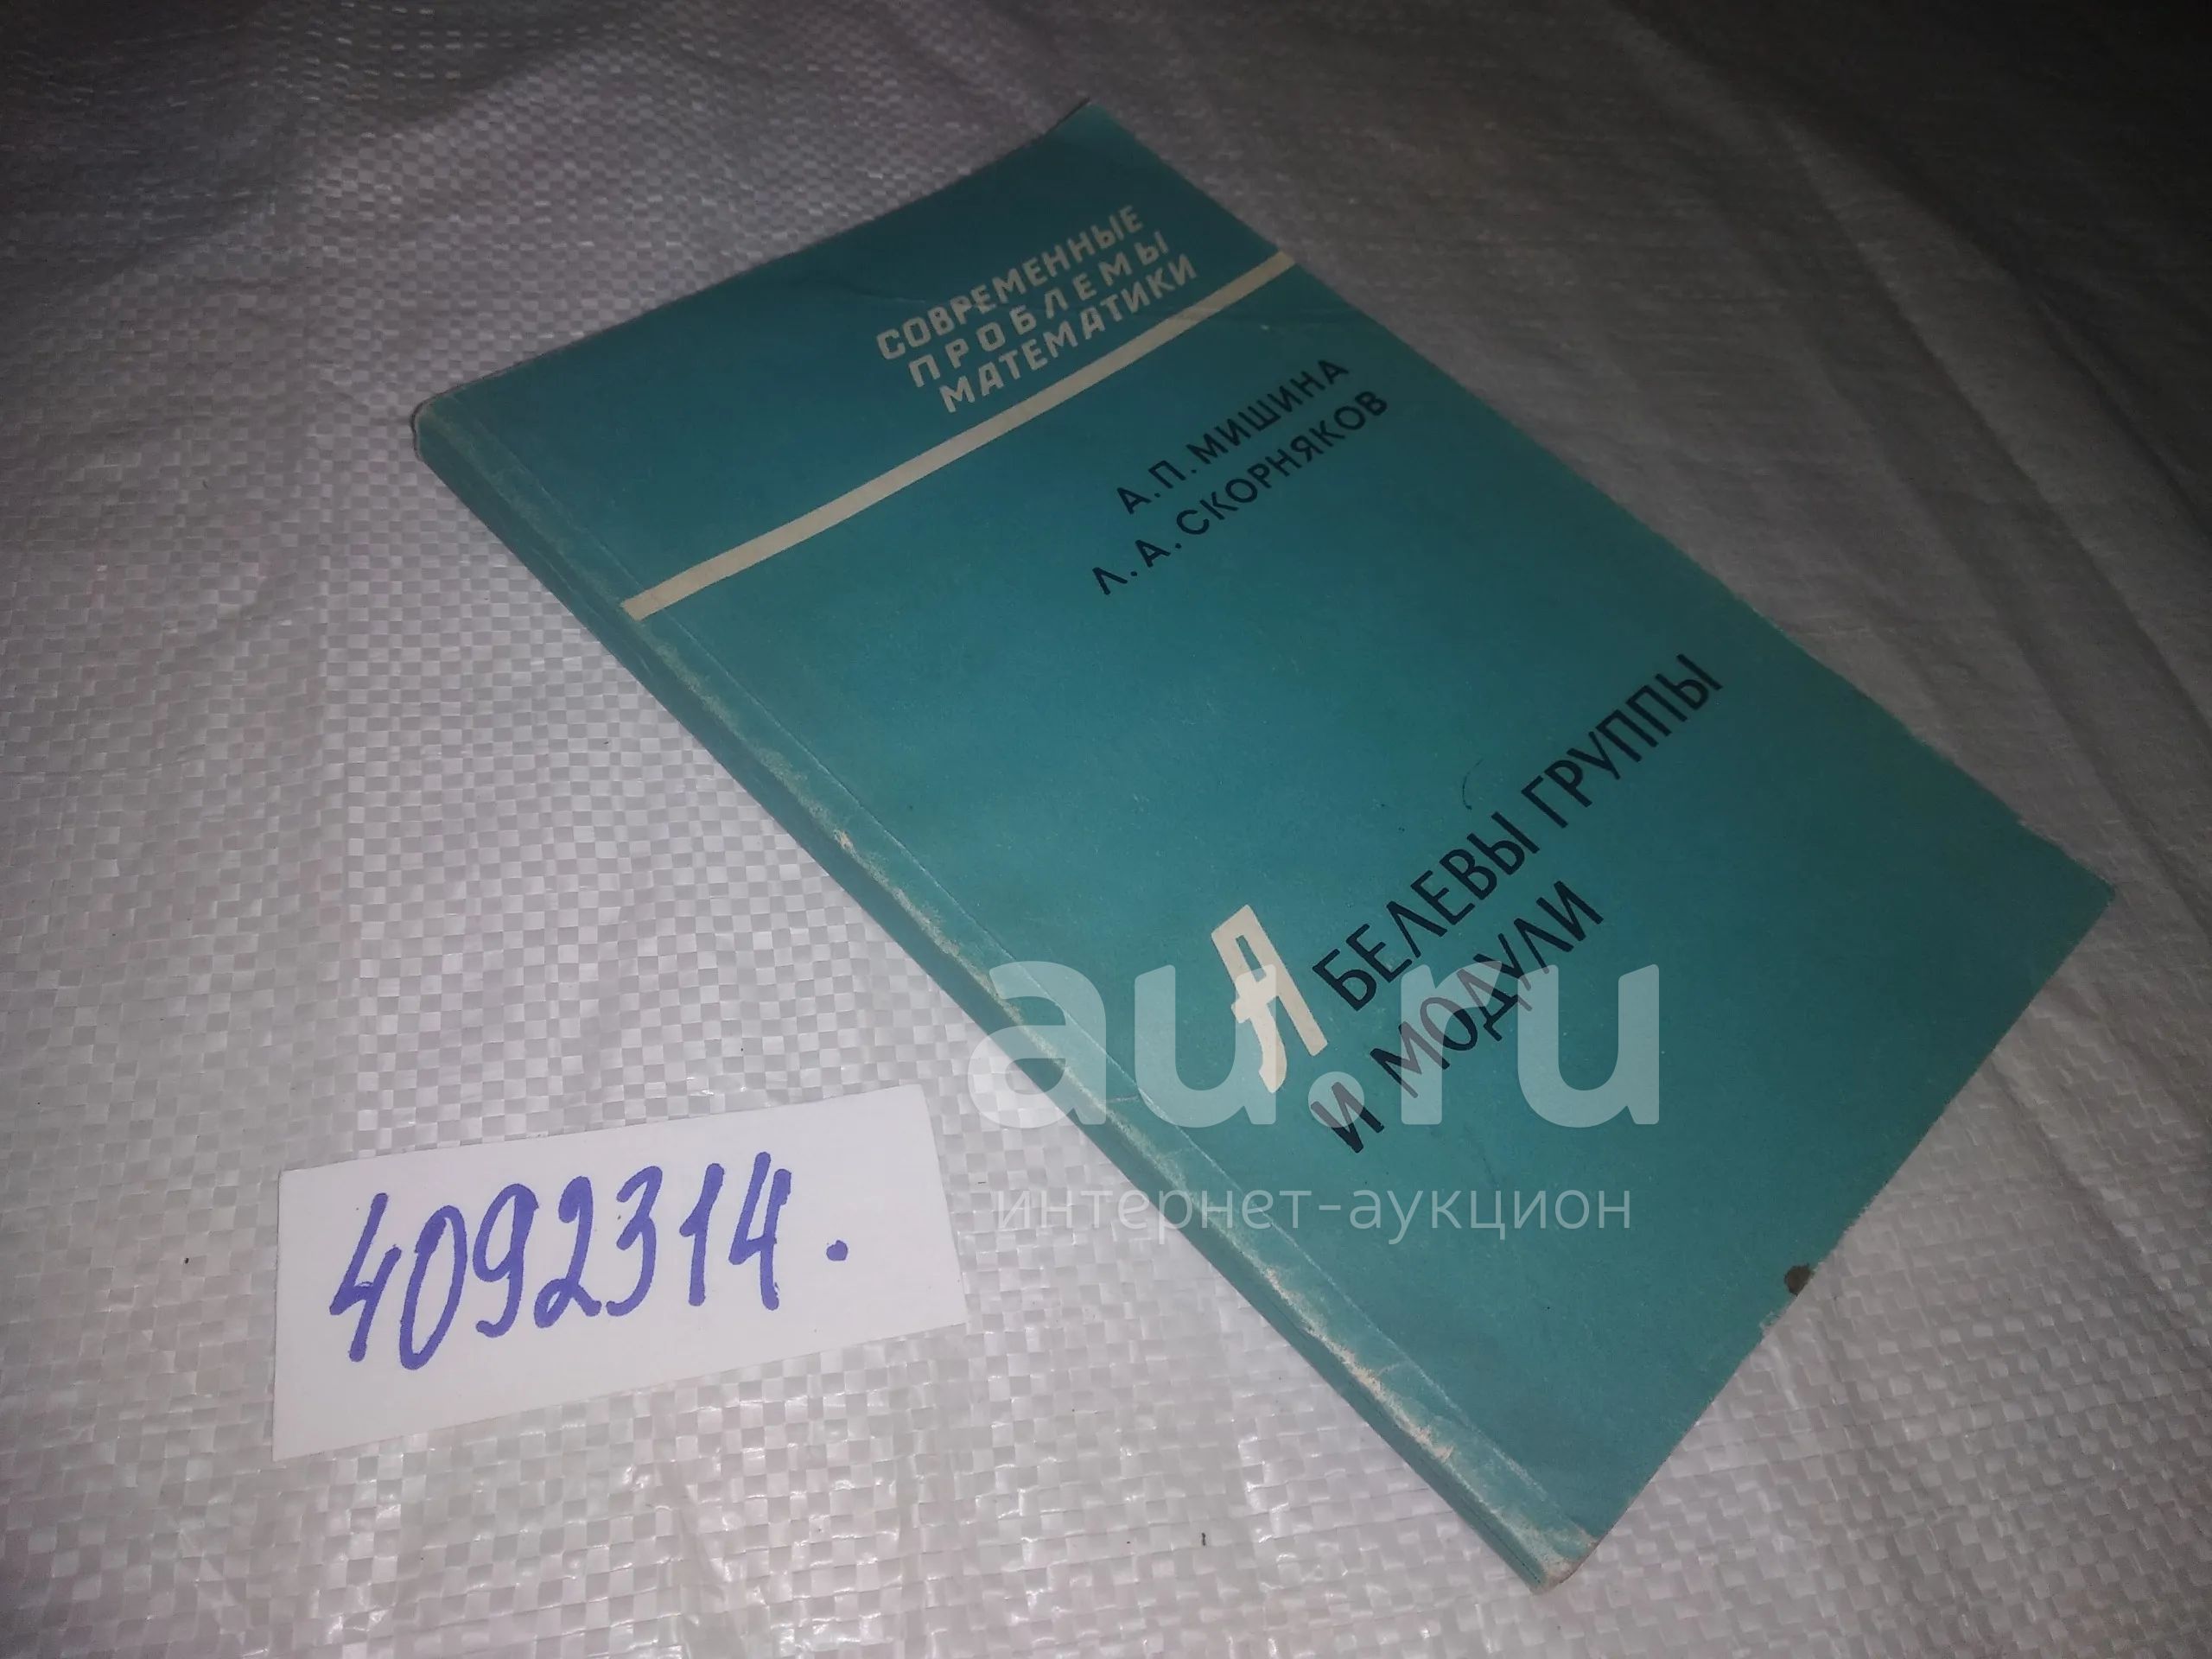 СОВРЕМЕННЫЕ
ПРОБЛЕМЫ
МАТЕМАТИКИ
А. П. МИШИНА
Л. А. СКОРНЯКОВ
АБЕЛЕВЫ ГРУППЫ
И МОДУЛИ
au.ru
интернет-аукцион
4092314.